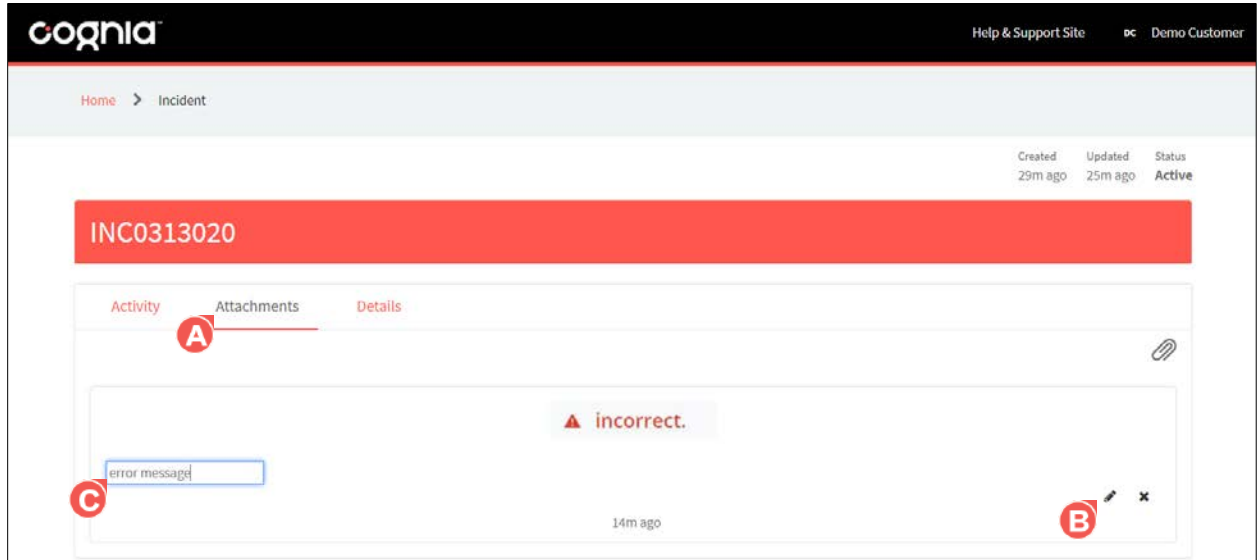 cognia™
Help & Support Site DC Demo Customer
Home > Incident
Created Updated Status
29m ago 25m ago Active
INC0313020
Activity Attachments Details
A
incorrect.
error message
C
B
14m ago